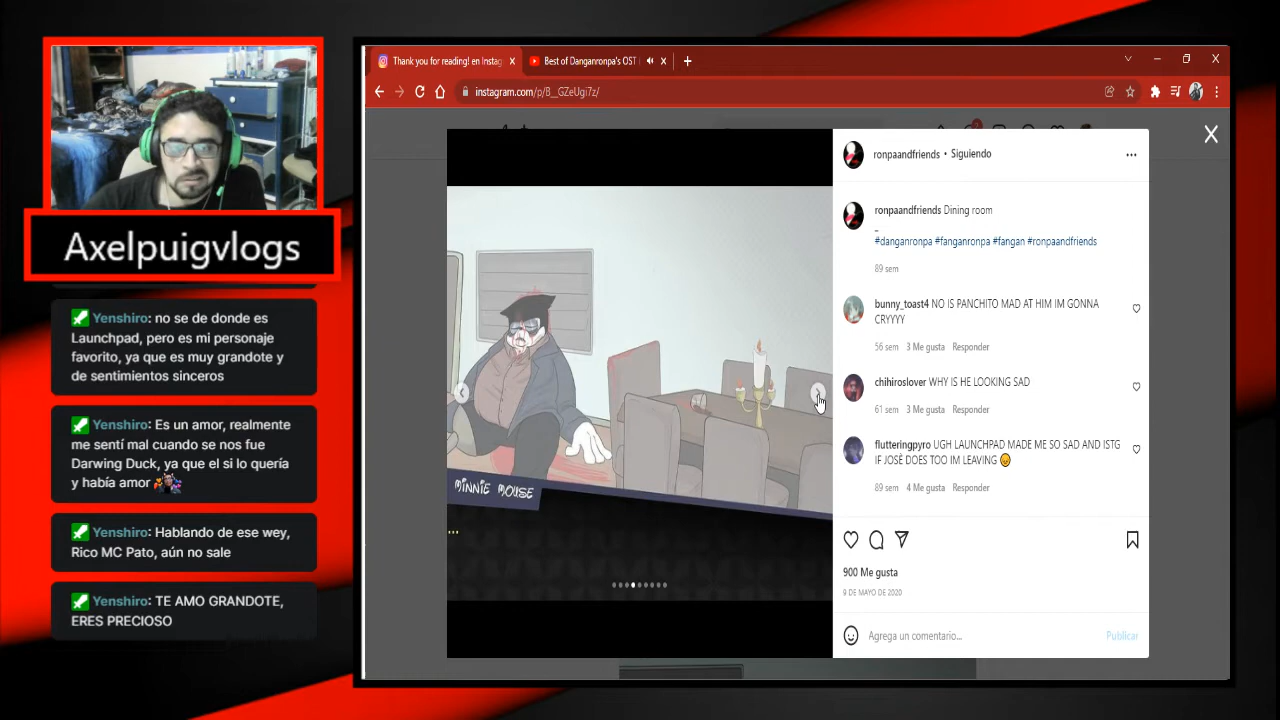 Thank you for reading! en Instag
Best of Danganronpa's OST
instagram.com/p/B__GZeUgi7z/
Axelpuigvlogs
Yenshiro: no se de donde es
Launchpad, pero es mi personaje
favorito, ya que es muy grandote y
de sentimientos sinceros
Yenshiro: Es un amor, realmente
me sentí mal cuando se nos fue
Darwing Duck, ya que el si lo quería
y había amor
Yenshiro: Hablando de ese wey,
Rico MC Pato, aún no sale
Yenshiro: TE AMO GRANDOTE,
ERES PRECIOSO
MINNIE MOUSE
...
ronpaandfriends • Siguiendo
ronpaandfriends Dining room
_
#danganronpa #fanganronpa #fangan #ronpaandfriends
89 sem
bunny_toast4 NO IS PANCHITO MAD AT HIM IM GONNA
CRYYYY
56 sem 3 Me gusta Responder
chihiroslover WHY IS HE LOOKING SAD
61 sem 3 Me gusta Responder
flutteringpyro UGH LAUNCHPAD MADE ME SO SAD AND ISTG
IF JOSÈ DOES TOO IM LEAVING
89 sem 4 Me gusta Responder
900 Me gusta
9 DE MAYO DE 2020
Agrega un comentario...
Publicar